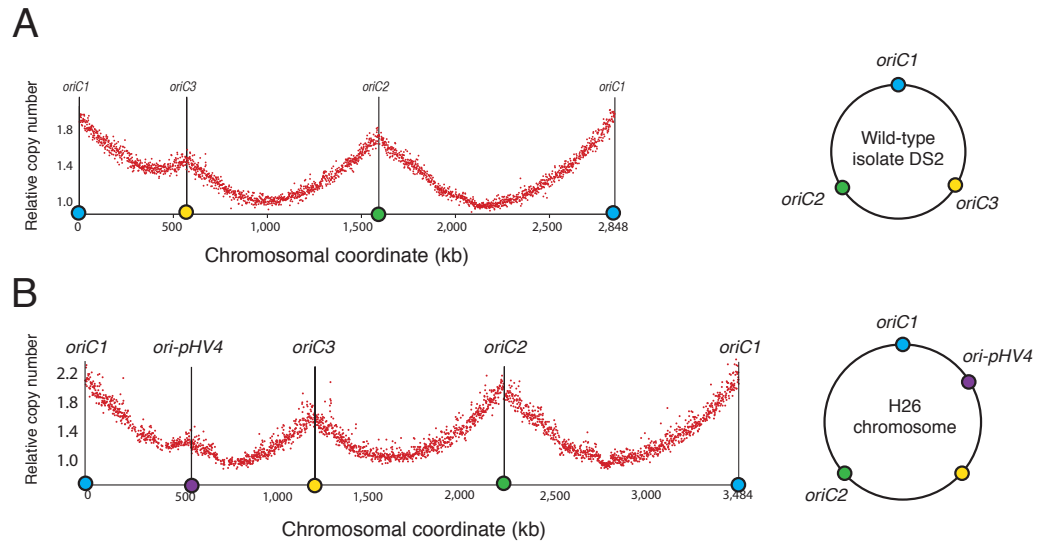 A
oriC1
oriC3
oriC2
oriC1
Relative copy number
1.8
1.4
1.0
0
500
1,000
1,500
2,000
2,500
2,848
Chromosomal coordinate (kb)
oriC1
Wild-type
isolate DS2
oriC2
oriC3
B
oriC1
ori-pHV4
oriC3
oriC2
oriC1
Relative copy number
2.2
1.8
1.4
1.0
0
500
1,000
1,500
2,000
2,500
3,000
3,484
Chromosomal coordinate (kb)
oriC1
ori-pHV4
H26
chromosome
oriC2